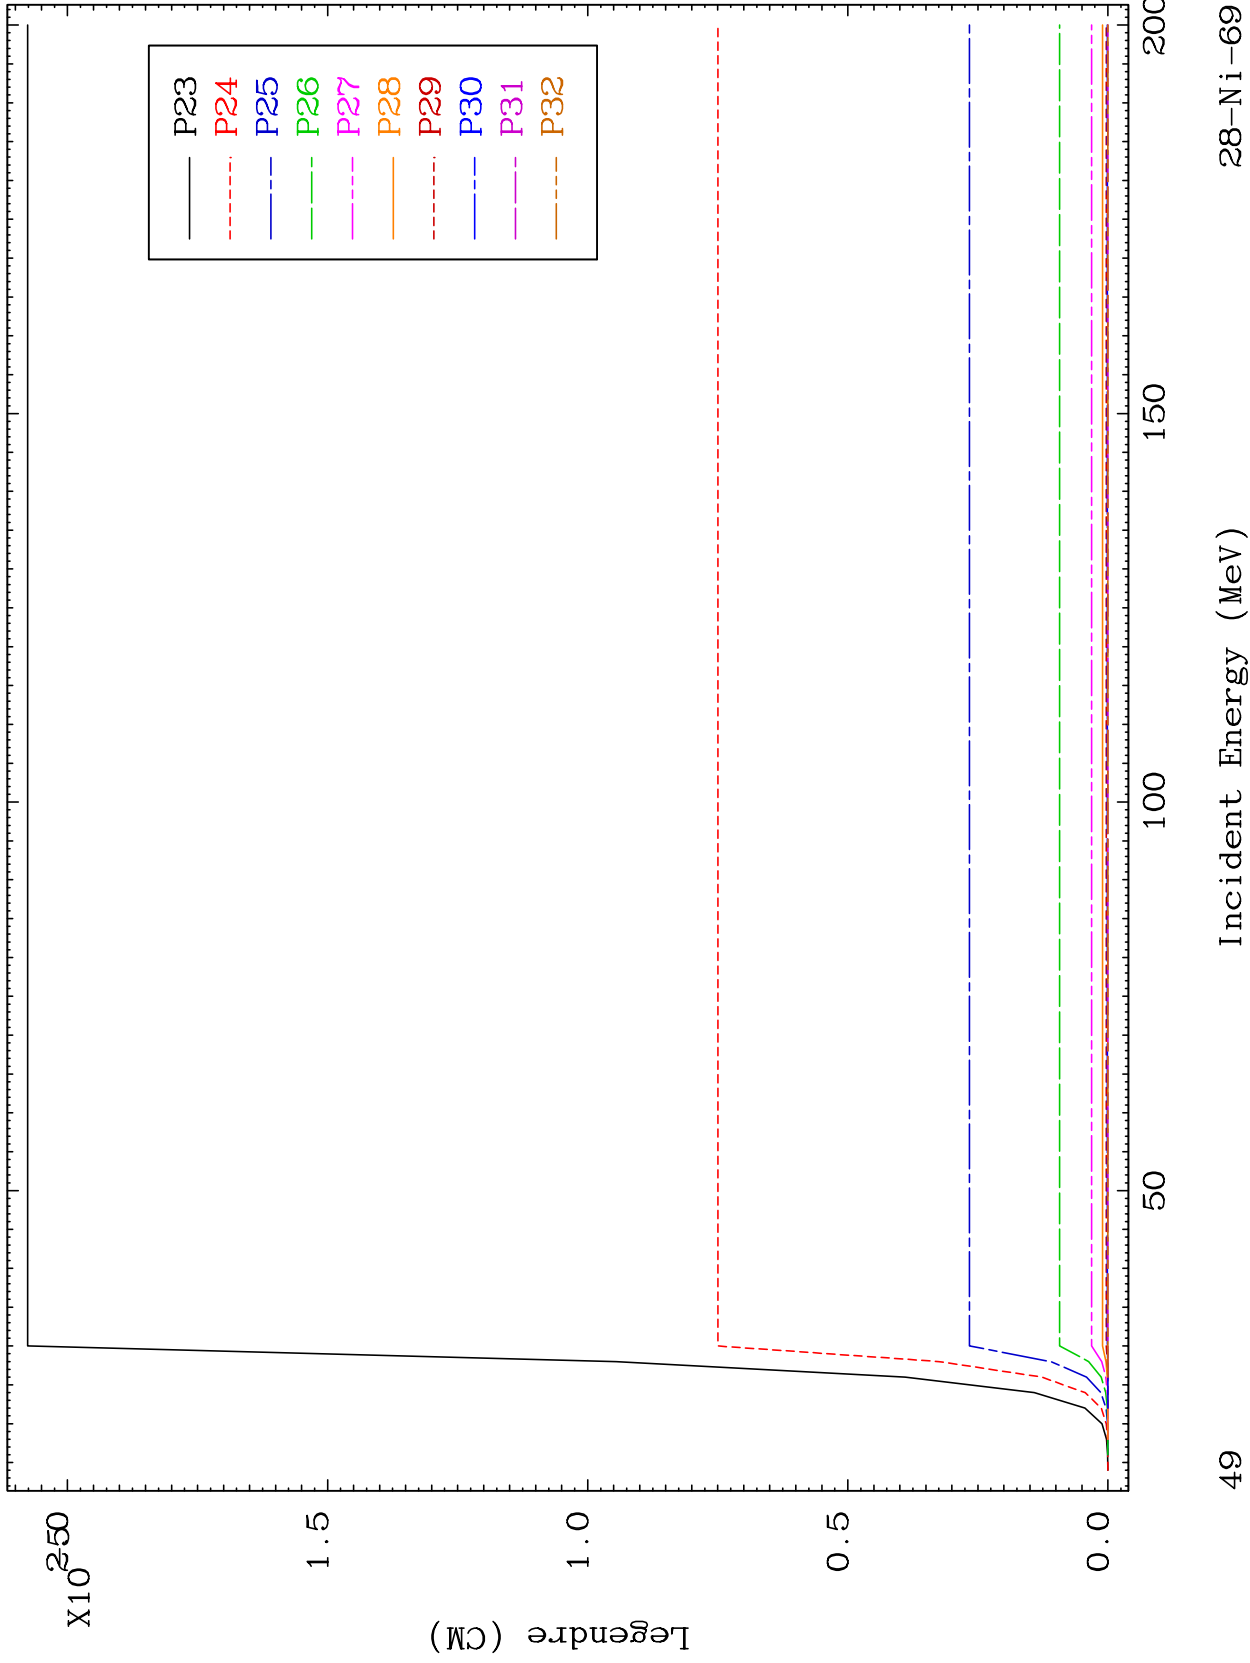 X10-5
2.0
1.5
1.0
0.5
0.0
Legendre (CM)
P23
P24
P25
P26
P27
P28
P29
P30
P31
P32
50
100
150
200
49
Incident Energy (MeV)
28-Ni-69